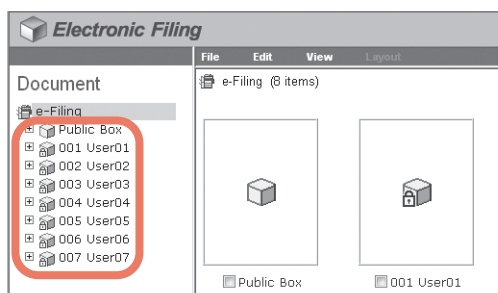 Electronic Filing
File Edit View Layout
Document
e-Filing (8 items)
e-Filing
Public Box
001 User01
002 User02
003 User03
004 User04
005 User05
006 User06
007 User07
Public Box
001 User01